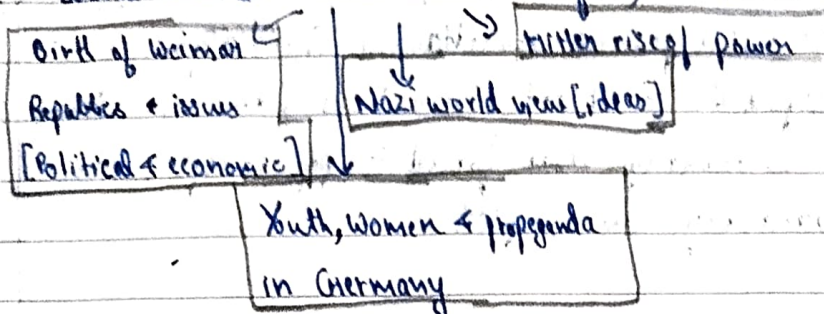 Birth of Weimar
Republics & issues
[Political & economic]
Hitler rise of power
Nazi world view [ideas]
Youth, Women & propeganda
in Germany